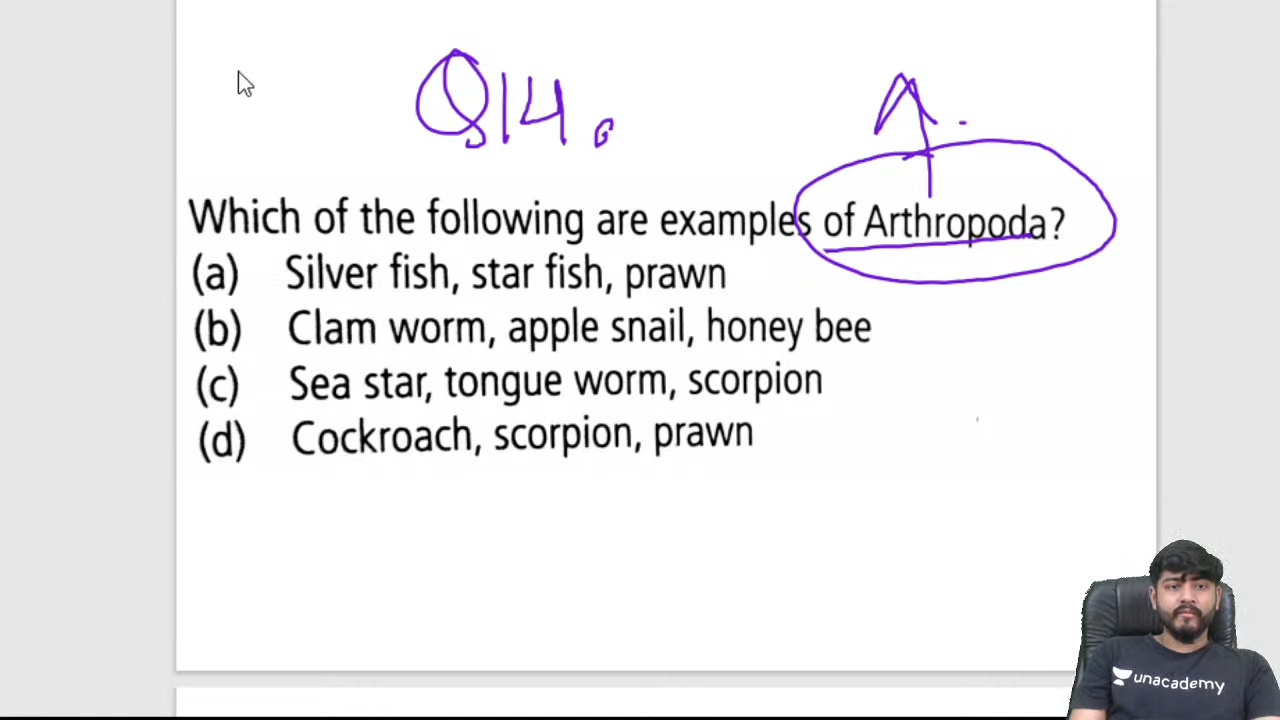 Q14.
A.
Which of the following are examples of Arthropoda?
(a) Silver fish, star fish, prawn
(b) Clam worm, apple snail, honey bee
(c) Sea star, tongue worm, scorpion
(d) Cockroach, scorpion, prawn
unacademy